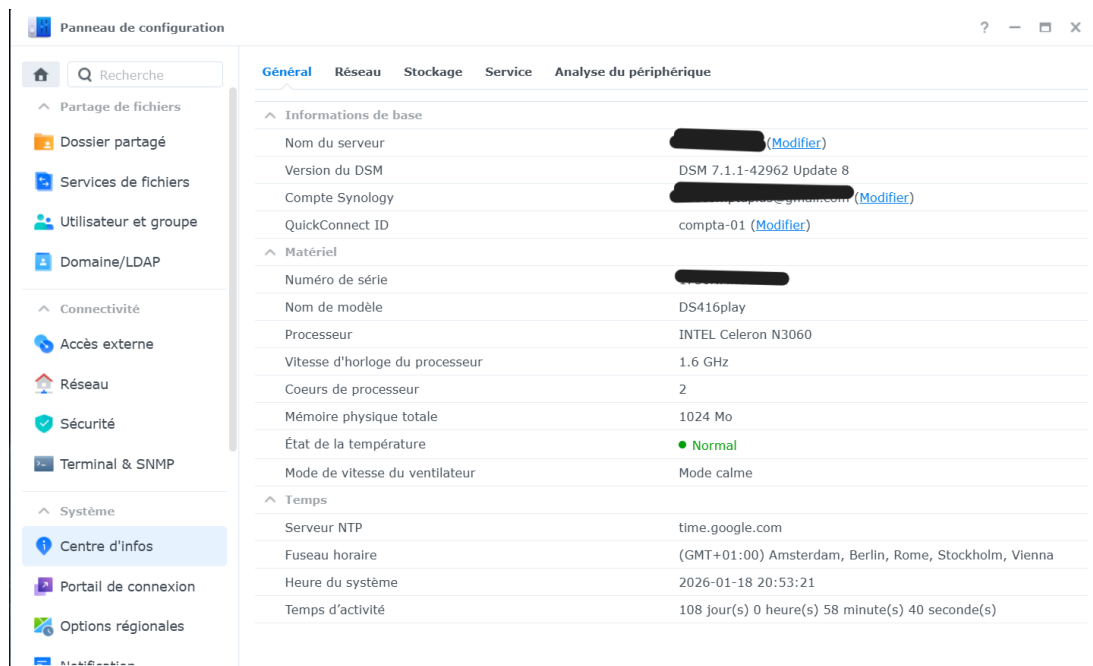 Panneau de configuration
?
Recherche
Partage de fichiers
Dossier partagé
Services de fichiers
Utilisateur et groupe
Domaine/LDAP
Connectivité
Accès externe
Réseau
Sécurité
Terminal & SNMP
Système
Centre d'infos
Portail de connexion
Options régionales
Notification
Général Réseau Stockage Service Analyse du périphérique
Informations de base
Nom du serveur (Modifier)
Version du DSM DSM 7.1.1-42962 Update 8
Compte Synology (Modifier)
QuickConnect ID compta-01 (Modifier)
Matériel
Numéro de série
Nom de modèle DS416play
Processeur INTEL Celeron N3060
Vitesse d'horloge du processeur 1.6 GHz
Coeurs de processeur 2
Mémoire physique totale 1024 Mo
État de la température Normal
Mode de vitesse du ventilateur Mode calme
Temps
Serveur NTP time.google.com
Fuseau horaire (GMT+01:00) Amsterdam, Berlin, Rome, Stockholm, Vienna
Heure du système 2026-01-18 20:53:21
Temps d’activité 108 jour(s) 0 heure(s) 58 minute(s) 40 seconde(s)